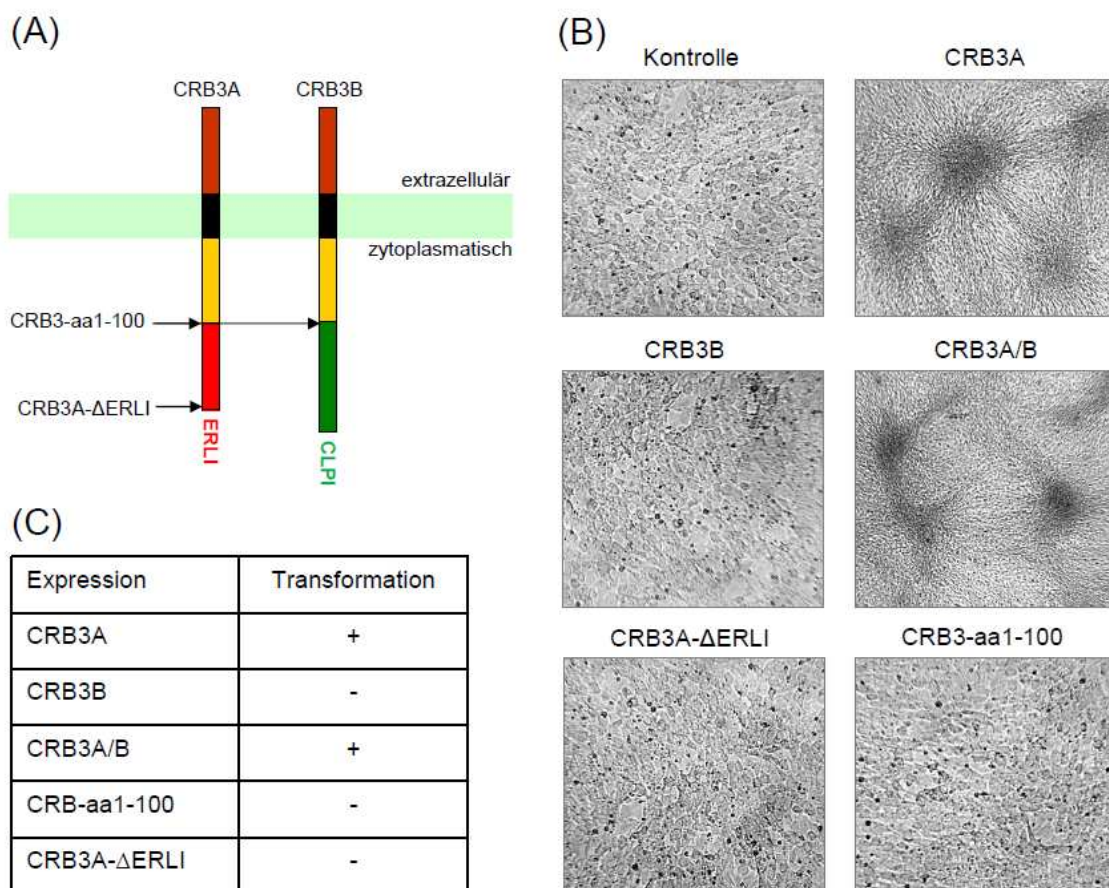 (A)
CRB3A CRB3B
extrazellulär
zytoplasmatisch
CRB3-aa1-100
CRB3A-ΔERLI
ERLI
CLPI
(B)
Kontrolle CRB3A
CRB3B CRB3A/B
CRB3A-ΔERLI CRB3-aa1-100
(C)
Expression Transformation
CRB3A +
CRB3B -
CRB3A/B +
CRB-aa1-100 -
CRB3A-ΔERLI -